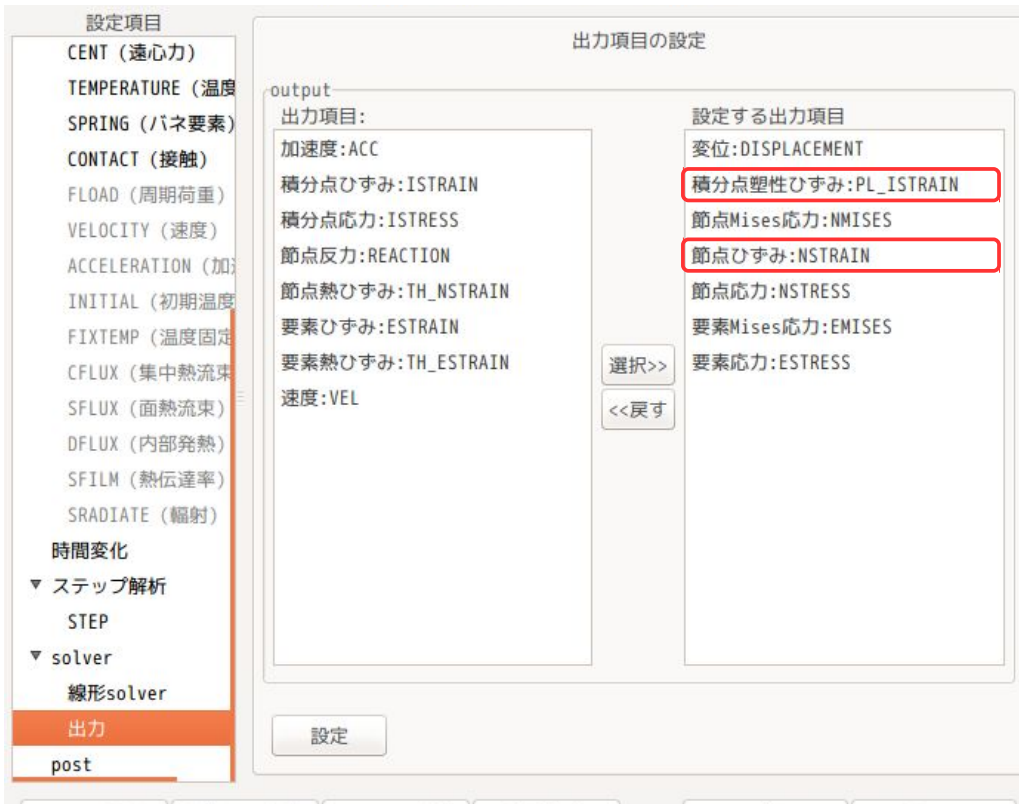 設定項目
CENT (遠心力)
TEMPERATURE (温度
SPRING (バネ要素)
CONTACT (接触)
FLOAD (周期荷重)
VELOCITY (速度)
ACCELERATION (加
INITIAL (初期温度
FIXTEMP (温度固定
CFLUX (集中熱流束
SFLUX (面熱流束)
DFLUX (内部発熱)
SFILM (熱伝達率)
SRADIATE (輻射)
時間変化
▼ ステップ解析
STEP
▼ solver
線形solver
出力
post
出力項目の設定
output
出力項目:
加速度:ACC
積分点ひずみ:ISTRAIN
積分点応力:ISTRESS
節点反力:REACTION
節点熱ひずみ:TH_NSTRAIN
要素ひずみ:ESTRAIN
要素熱ひずみ:TH_ESTRAIN
速度:VEL
選択>>
<<戻す
設定する出力項目
変位:DISPLACEMENT
積分点塑性ひずみ:PL_ISTRAIN
節点Mises応力:NMISES
節点ひずみ:NSTRAIN
節点応力:NSTRESS
要素Mises応力:EMISES
要素応力:ESTRESS
設定